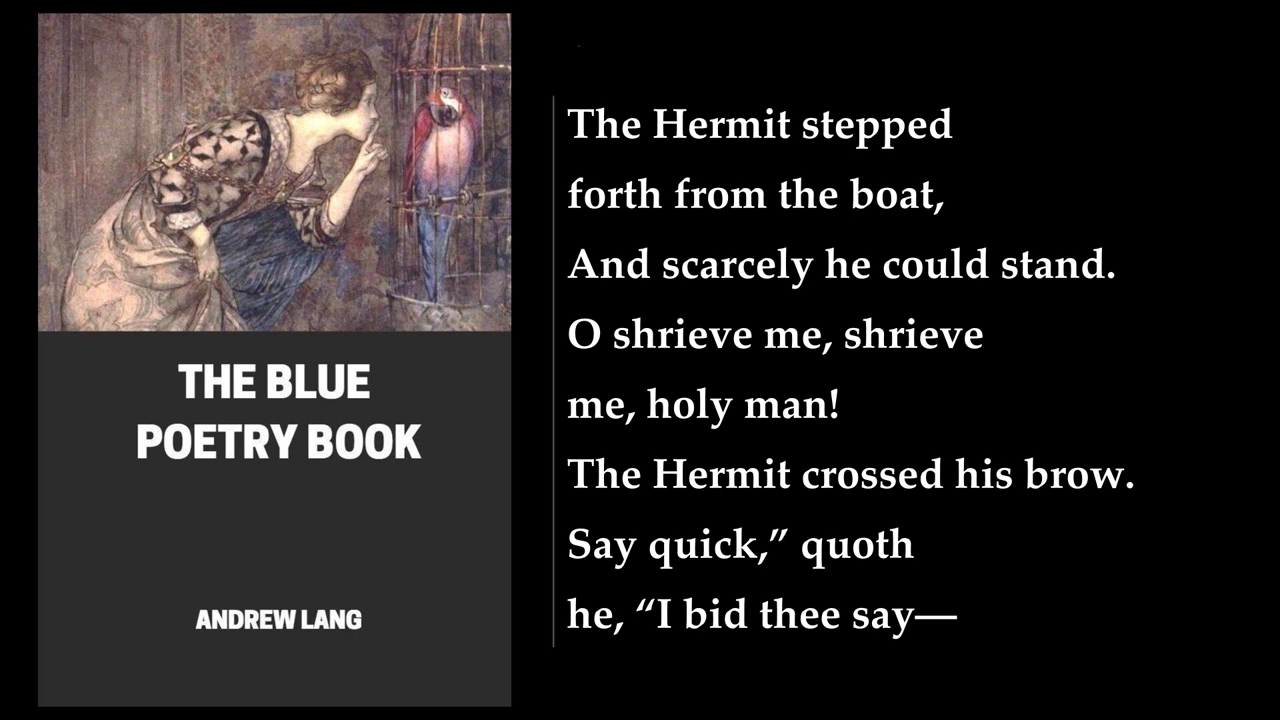 THE BLUE
POETRY BOOK
ANDREW LANG
The Hermit stepped
forth from the boat,
And scarcely he could stand.
O shrieve me, shrieve
me, holy man!
The Hermit crossed his brow.
Say quick,” quoth
he, “I bid thee say—